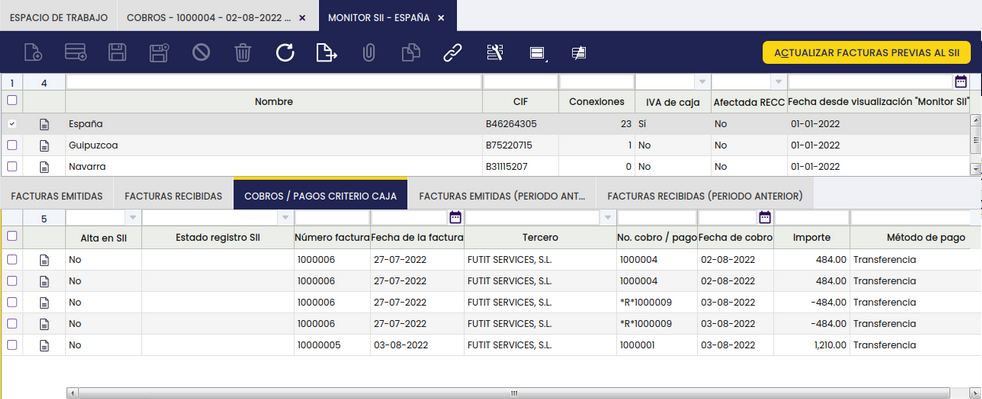 ESPACIO DE TRABAJO COBROS - 1000004 - 02-08-2022 ... × MONITOR SII - ESPAÑA ×
ACTUALIZAR FACTURAS PREVIAS AL SII
1 4
Nombre CIF Conexiones IVA de caja Afectada RECC Fecha desde visualización "Monitor SII"
España B46264305 23 Sí No 01-01-2022
Guipuzcoa B75220715 1 No No 01-01-2022
Navarra B31115207 0 No No 01-01-2022
FACTURAS EMITIDAS FACTURAS RECIBIDAS COBROS / PAGOS CRITERIO CAJA FACTURAS EMITIDAS (PERIODO ANT... FACTURAS RECIBIDAS (PERIODO ANTERIOR)
5
Alta en SII Estado registro SII Número factura Fecha de la factura Tercero No. cobro / pago Fecha de cobro Importe Método de pago
No 1000006 27-07-2022 FUTIT SERVICES, S.L. 1000004 02-08-2022 484.00 Transferencia
No 1000006 27-07-2022 FUTIT SERVICES, S.L. 1000004 02-08-2022 484.00 Transferencia
No 1000006 27-07-2022 FUTIT SERVICES, S.L. *R*1000009 03-08-2022 -484.00 Transferencia
No 1000006 27-07-2022 FUTIT SERVICES, S.L. *R*1000009 03-08-2022 -484.00 Transferencia
No 10000005 03-08-2022 FUTIT SERVICES, S.L. 1000001 03-08-2022 1,210.00 Transferencia